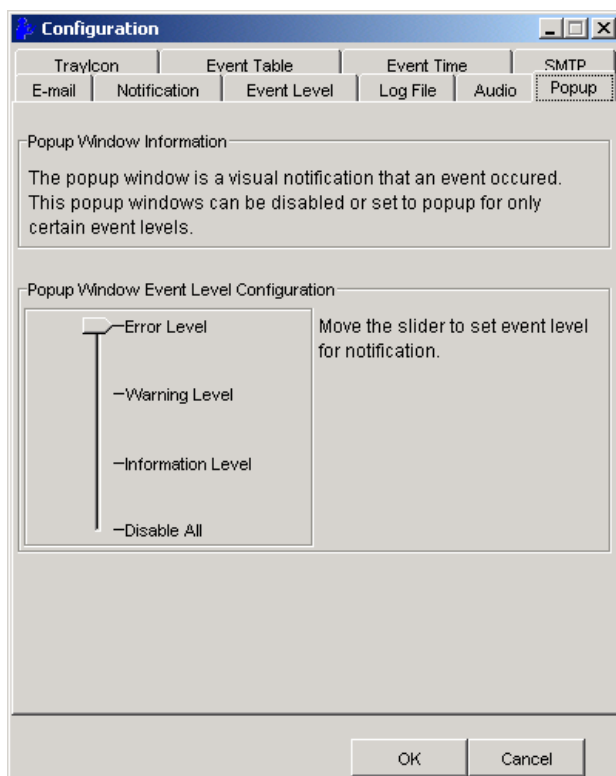 Configuration
TrayIcon Event Table Event Time SMTP
E-mail Notification Event Level Log File Audio Popup
Popup Window Information
The popup window is a visual notification that an event occured.
This popup windows can be disabled or set to popup for only
certain event levels.
Popup Window Event Level Configuration
Error Level
Move the slider to set event level
for notification.
Warning Level
Information Level
Disable All
OK Cancel